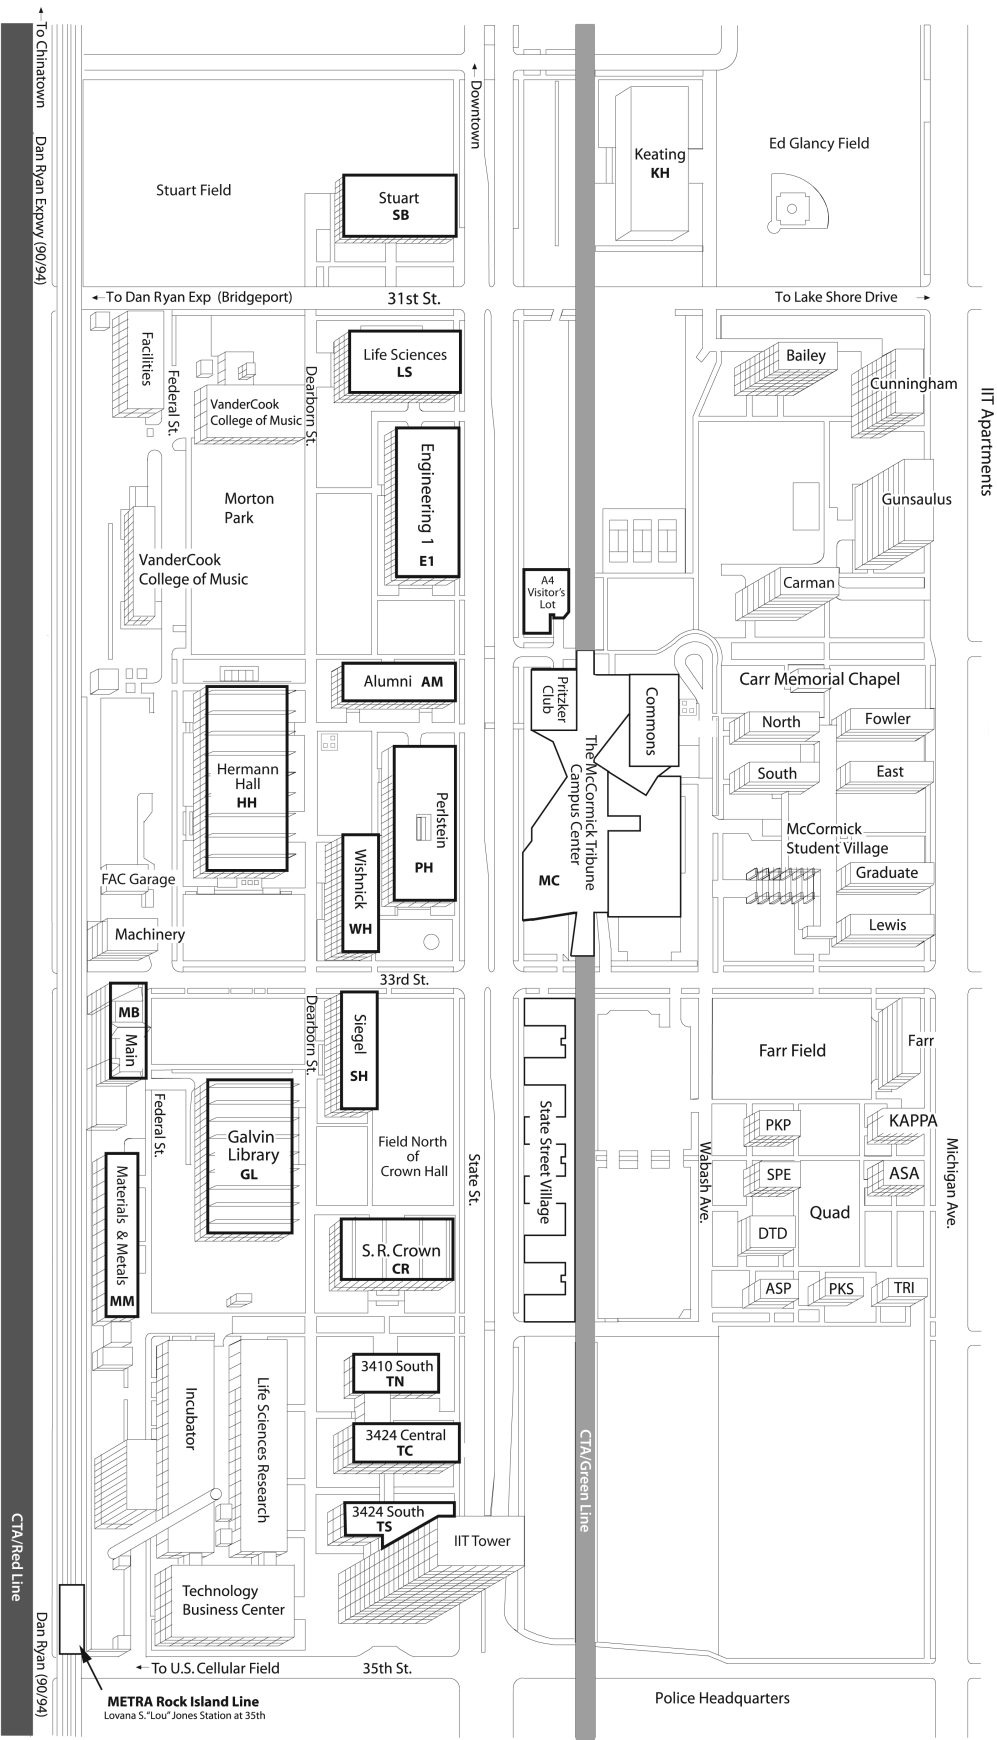 To Chinatown
Dan Ryan Expwy (90/94)
Downtown
Stuart Field
Stuart
SB
Keating
KH
Ed Glancy Field
To Dan Ryan Exp (Bridgeport)
31st St.
To Lake Shore Drive
Facilities
Federal St.
VanderCook
College of Music
Dearborn St.
Life Sciences
LS
Bailey
Cunningham
IIT Apartments
Engineering 1
E1
Morton
Park
Gunsaulus
VanderCook
College of Music
A4
Visitor's
Lot
Carman
Alumni AM
Pritzker
Club
Commons
Carr Memorial Chapel
North
Fowler
Hermann
Hall
HH
Perlstein
PH
The McCormick Tribune
Campus Center
MC
South
East
McCormick
Student Village
Wishnick
WH
FAC Garage
Graduate
Machinery
Lewis
33rd St.
MB
Main
Dearborn St.
Siegel
SH
Farr Field
Farr
Federal St.
Galvin
Library
GL
Field North
of
Crown Hall
State St.
State Street Village
Wabash Ave.
PKP
KAPPA
Michigan Ave.
SPE
ASA
Materials & Metals
MM
Quad
DTD
S. R. Crown
CR
ASP
PKS
TRI
Incubator
Life Sciences Research
3410 South
TN
3424 Central
TC
CTA/Green Line
3424 South
TS
IIT Tower
CTA/Red Line
Technology
Business Center
Dan Ryan (90/94)
To U.S. Cellular Field
35th St.
METRA Rock Island Line
Lovana S. "Lou" Jones Station at 35th
Police Headquarters